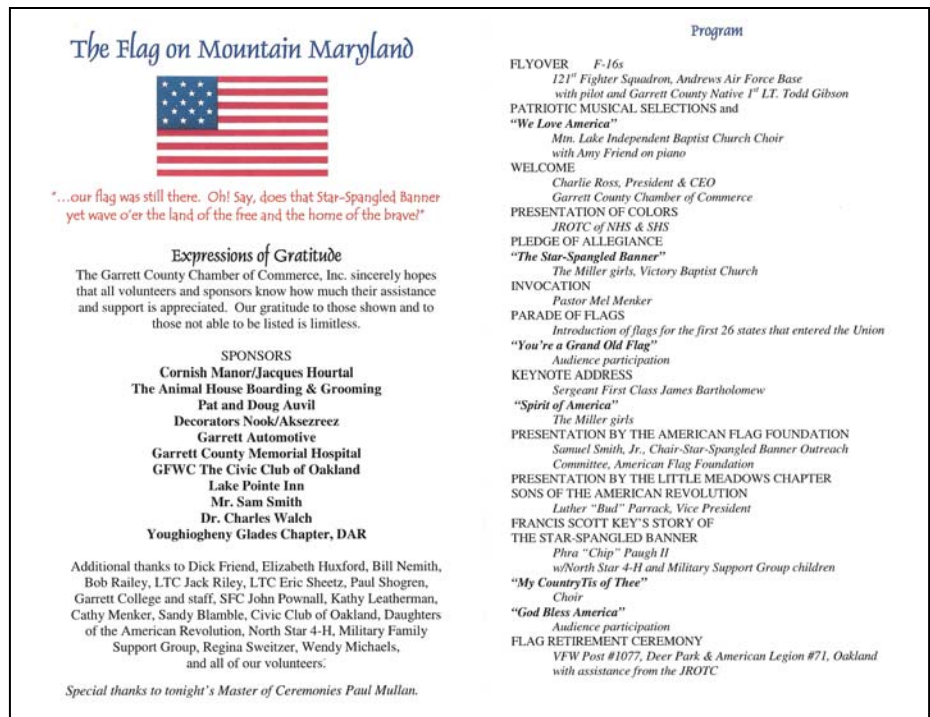 The Flag on Mountain Maryland
"...our flag was still there. Oh! Say, does that Star-Spangled Banner
yet wave o'er the land of the free and the home of the brave?"
Expressions of Gratitude
The Garrett County Chamber of Commerce, Inc. sincerely hopes
that all volunteers and sponsors know how much their assistance
and support is appreciated. Our gratitude to those shown and to
those not able to be listed is limitless.
SPONSORS
Cornish Manor/Jacques Hourtal
The Animal House Boarding & Grooming
Pat and Doug Auvil
Decorators Nook/Aksezreez
Garrett Automotive
Garrett County Memorial Hospital
GFWC The Civic Club of Oakland
Lake Pointe Inn
Mr. Sam Smith
Dr. Charles Walch
Youghiogheny Glades Chapter, DAR
Additional thanks to Dick Friend, Elizabeth Huxford, Bill Nemith,
Bob Railey, LTC Jack Riley, LTC Eric Sheetz, Paul Shogren,
Garrett College and staff, SFC John Pownall, Kathy Leatherman,
Cathy Menker, Sandy Blamble, Civic Club of Oakland, Daughters
of the American Revolution, North Star 4-H, Military Family
Support Group, Regina Sweitzer, Wendy Michaels,
and all of our volunteers.
Special thanks to tonight's Master of Ceremonies Paul Mullan.
Program
FLYOVER F-16s
121st Fighter Squadron, Andrews Air Force Base
with pilot and Garrett County Native 1st LT. Todd Gibson
PATRIOTIC MUSICAL SELECTIONS and
"We Love America"
Mtn. Lake Independent Baptist Church Choir
with Amy Friend on piano
WELCOME
Charlie Ross, President & CEO
Garrett County Chamber of Commerce
PRESENTATION OF COLORS
JROTC of NHS & SHS
PLEDGE OF ALLEGIANCE
"The Star-Spangled Banner"
The Miller girls, Victory Baptist Church
INVOCATION
Pastor Mel Menker
PARADE OF FLAGS
Introduction of flags for the first 26 states that entered the Union
"You're a Grand Old Flag"
Audience participation
KEYNOTE ADDRESS
Sergeant First Class James Bartholomew
"Spirit of America"
The Miller girls
PRESENTATION BY THE AMERICAN FLAG FOUNDATION
Samuel Smith, Jr., Chair-Star-Spangled Banner Outreach
Committee, American Flag Foundation
PRESENTATION BY THE LITTLE MEADOWS CHAPTER
SONS OF THE AMERICAN REVOLUTION
Luther "Bud" Parrack, Vice President
FRANCIS SCOTT KEY'S STORY OF
THE STAR-SPANGLED BANNER
Phra "Chip" Paugh II
w/North Star 4-H and Military Support Group children
"My CountryTis of Thee"
Choir
"God Bless America"
Audience participation
FLAG RETIREMENT CEREMONY
VFW Post #1077, Deer Park & American Legion #71, Oakland
with assistance from the JROTC